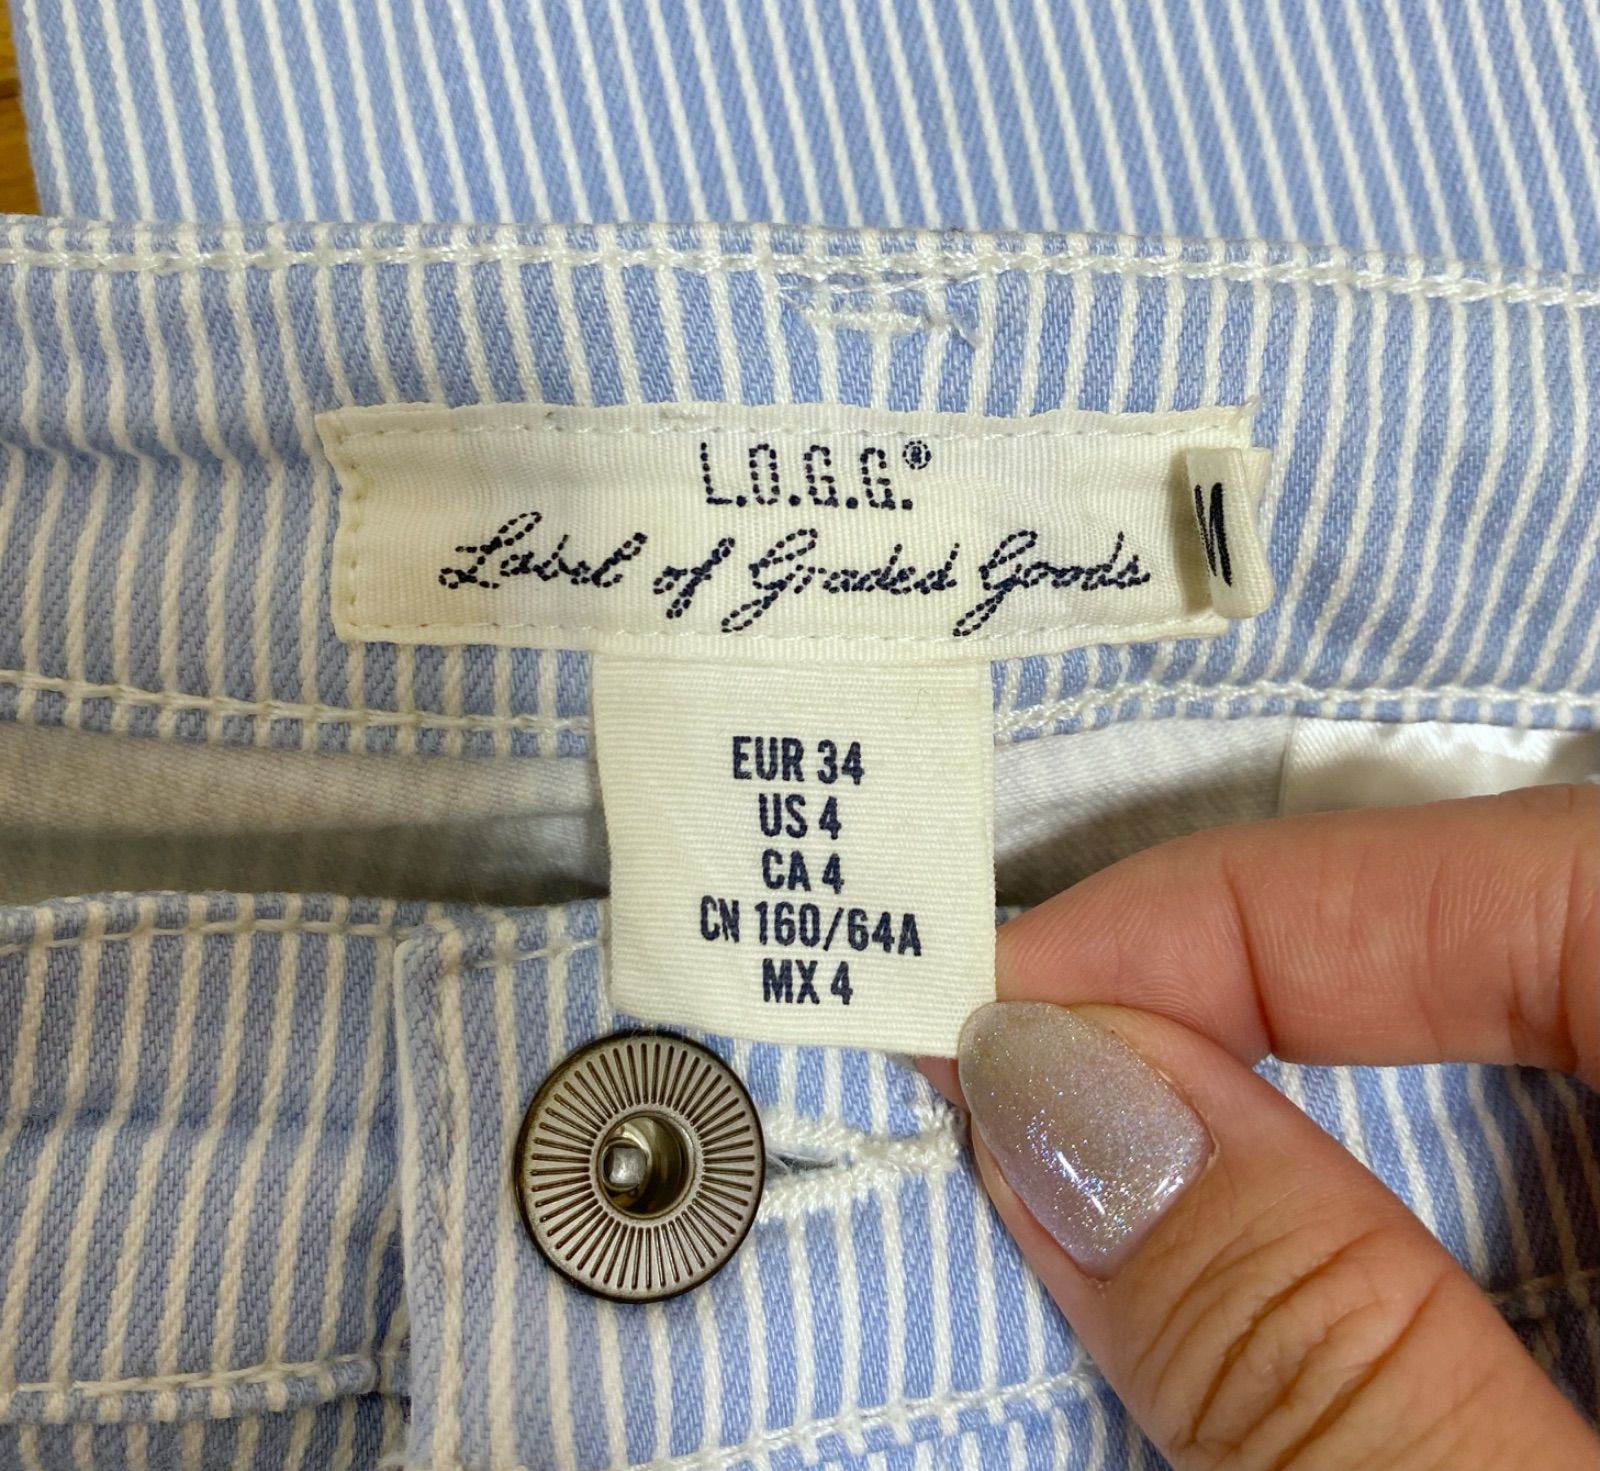 L.O.G.G.®
Label of Graded Goods
EUR 34
US 4
CA 4
CN 160/64A
MX 4